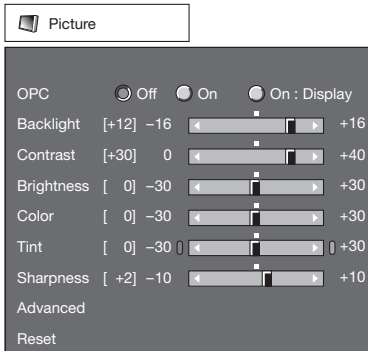 Picture
OPC Off On On : Display
Backlight [+12] −16 +16
Contrast [+30] 0 +40
Brightness [ 0] −30 +30
Color [ 0] −30 +30
Tint [ 0] −30 +30
Sharpness [ +2] −10 +10
Advanced
Reset